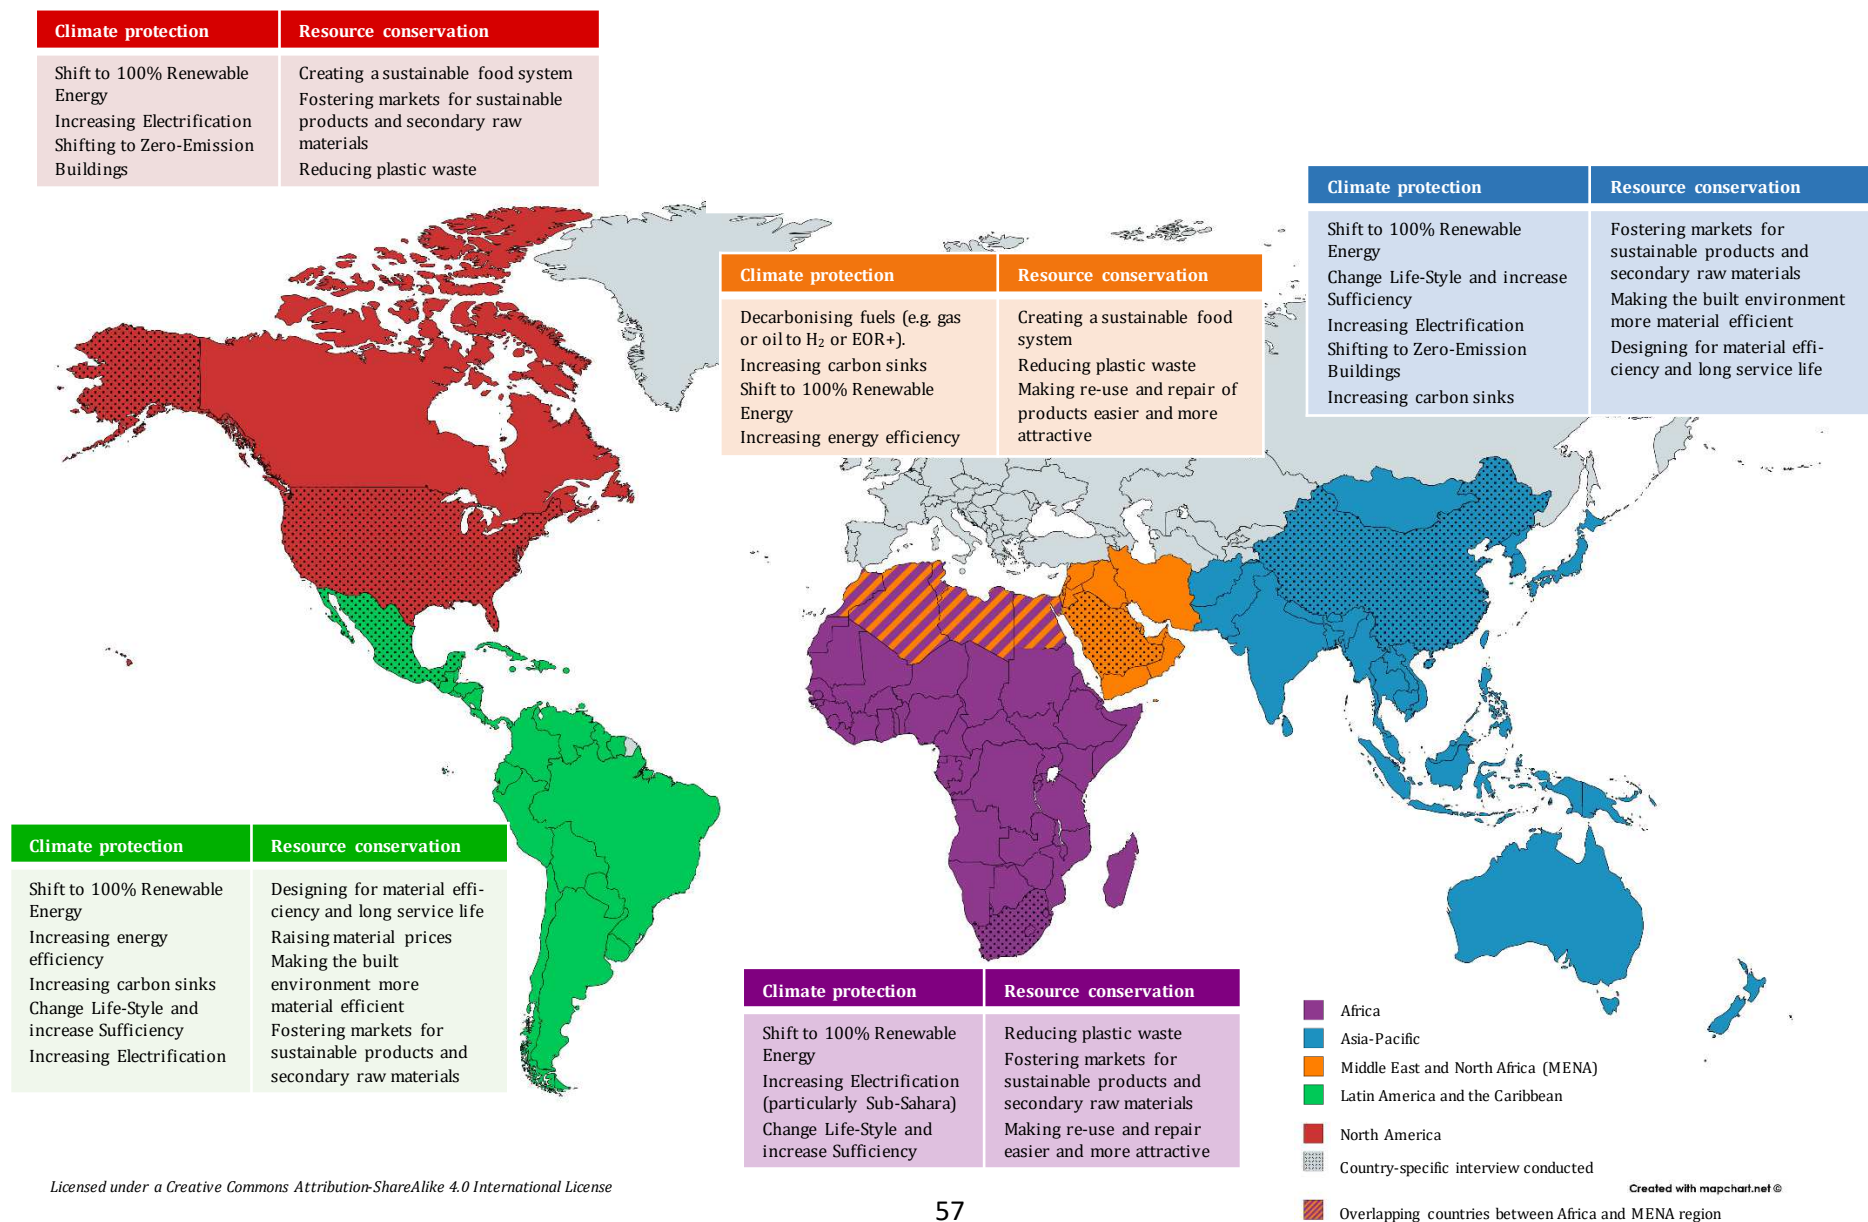 Climate protection
Resource conservation
Shift to 100% Renewable
Energy
Increasing Electrification
Shifting to Zero-Emission
Buildings
Creating a sustainable food system
Fostering markets for sustainable
products and secondary raw
materials
Reducing plastic waste
Climate protection
Resource conservation
Shift to 100% Renewable
Energy
Change Life-Style and increase
Sufficiency
Increasing Electrification
Shifting to Zero-Emission
Buildings
Increasing carbon sinks
Fostering markets for
sustainable products and
secondary raw materials
Making the built environment
more material efficient
Designing for material effi-
ciency and long service life
Climate protection
Resource conservation
Decarbonising fuels (e.g. gas
or oil to H₂ or EOR+).
Increasing carbon sinks
Shift to 100% Renewable
Energy
Increasing energy efficiency
Creating a sustainable food
system
Reducing plastic waste
Making re-use and repair of
products easier and more
attractive
Climate protection
Resource conservation
Shift to 100% Renewable
Energy
Increasing energy
efficiency
Increasing carbon sinks
Change Life-Style and
increase Sufficiency
Increasing Electrification
Designing for material effi-
ciency and long service life
Raising material prices
Making the built
environment more
material efficient
Fostering markets for
sustainable products and
secondary raw materials
Climate protection
Resource conservation
Shift to 100% Renewable
Energy
Increasing Electrification
(particularly Sub-Sahara)
Change Life-Style and
increase Sufficiency
Reducing plastic waste
Fostering markets for
sustainable products and
secondary raw materials
Making re-use and repair
easier and more attractive
Africa
Asia-Pacific
Middle East and North Africa (MENA)
Latin America and the Caribbean
North America
Country-specific interview conducted
Overlapping countries between Africa and MENA region
Created with mapchart.net ©
Licensed under a Creative Commons Attribution-ShareAlike 4.0 International License
57